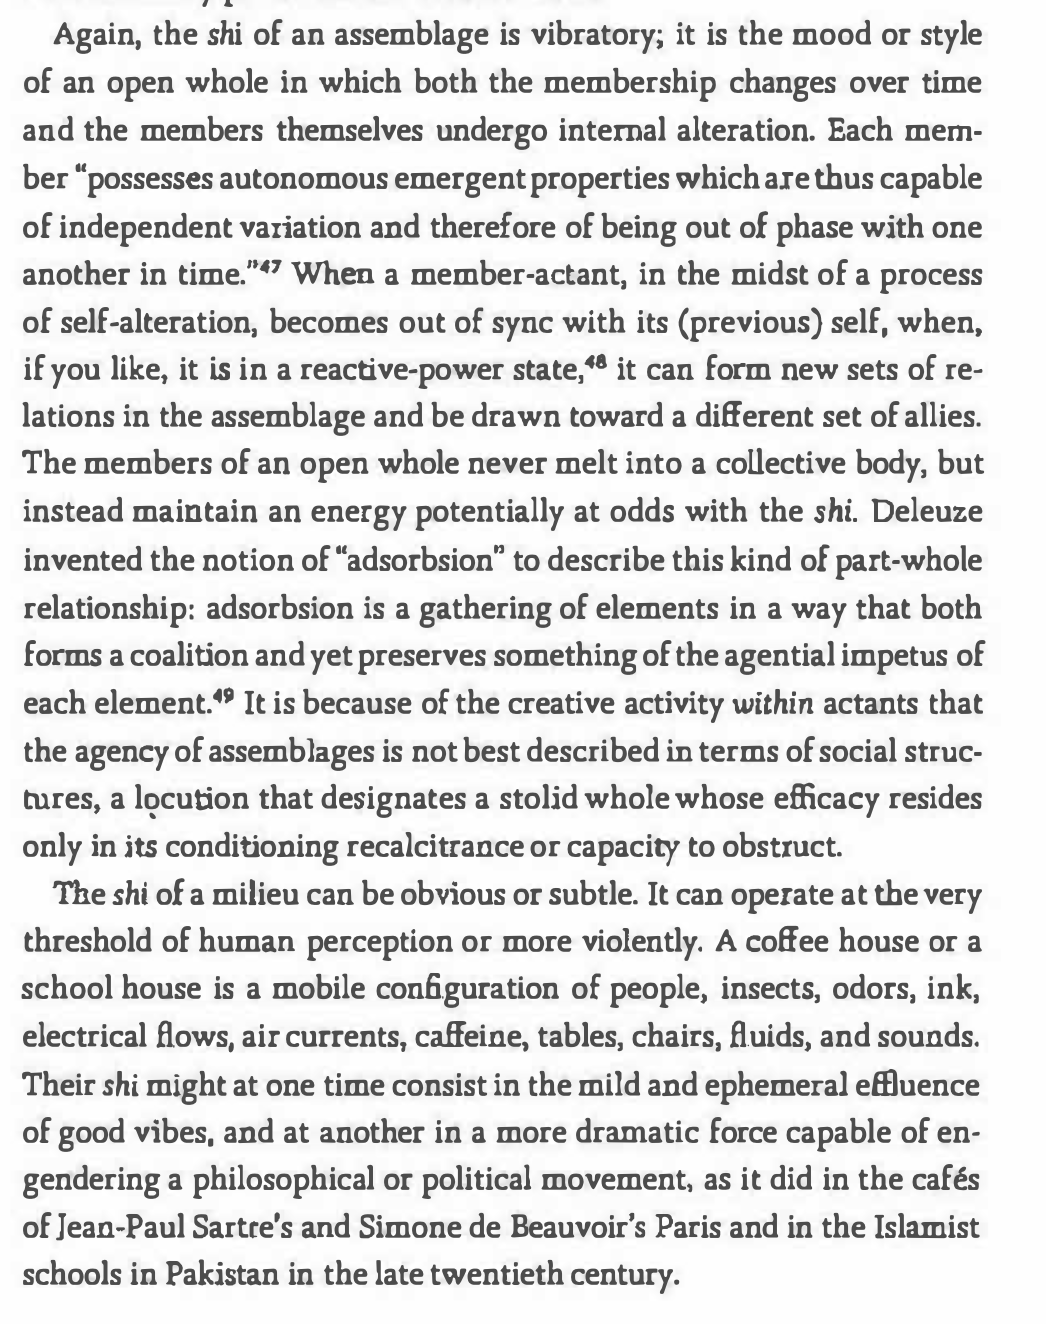 Again, the shi of an assemblage is vibratory; it is the mood or style
of an open whole in which both the membership changes over time
and the members themselves undergo internal alteration. Each mem-
ber “possesses autonomous emergent properties which are thus capable
of independent variation and therefore of being out of phase with one
another in time.”47 When a member-actant, in the midst of a process
of self-alteration, becomes out of sync with its (previous) self, when,
if you like, it is in a reactive-power state,48 it can form new sets of re-
lations in the assemblage and be drawn toward a different set of allies.
The members of an open whole never melt into a collective body, but
instead maintain an energy potentially at odds with the shi. Deleuze
invented the notion of “adsorbsion” to describe this kind of part-whole
relationship: adsorbsion is a gathering of elements in a way that both
forms a coalition and yet preserves something of the agential impetus of
each element.49 It is because of the creative activity within actants that
the agency of assemblages is not best described in terms of social struc-
tures, a locution that designates a stolid whole whose efficacy resides
only in its conditioning recalcitrance or capacity to obstruct.
The shi of a milieu can be obvious or subtle. It can operate at the very
threshold of human perception or more violently. A coffee house or a
school house is a mobile configuration of people, insects, odors, ink,
electrical flows, air currents, caffeine, tables, chairs, fluids, and sounds.
Their shi might at one time consist in the mild and ephemeral effluence
of good vibes, and at another in a more dramatic force capable of en-
gendering a philosophical or political movement, as it did in the cafés
of Jean-Paul Sartre’s and Simone de Beauvoir’s Paris and in the Islamist
schools in Pakistan in the late twentieth century.